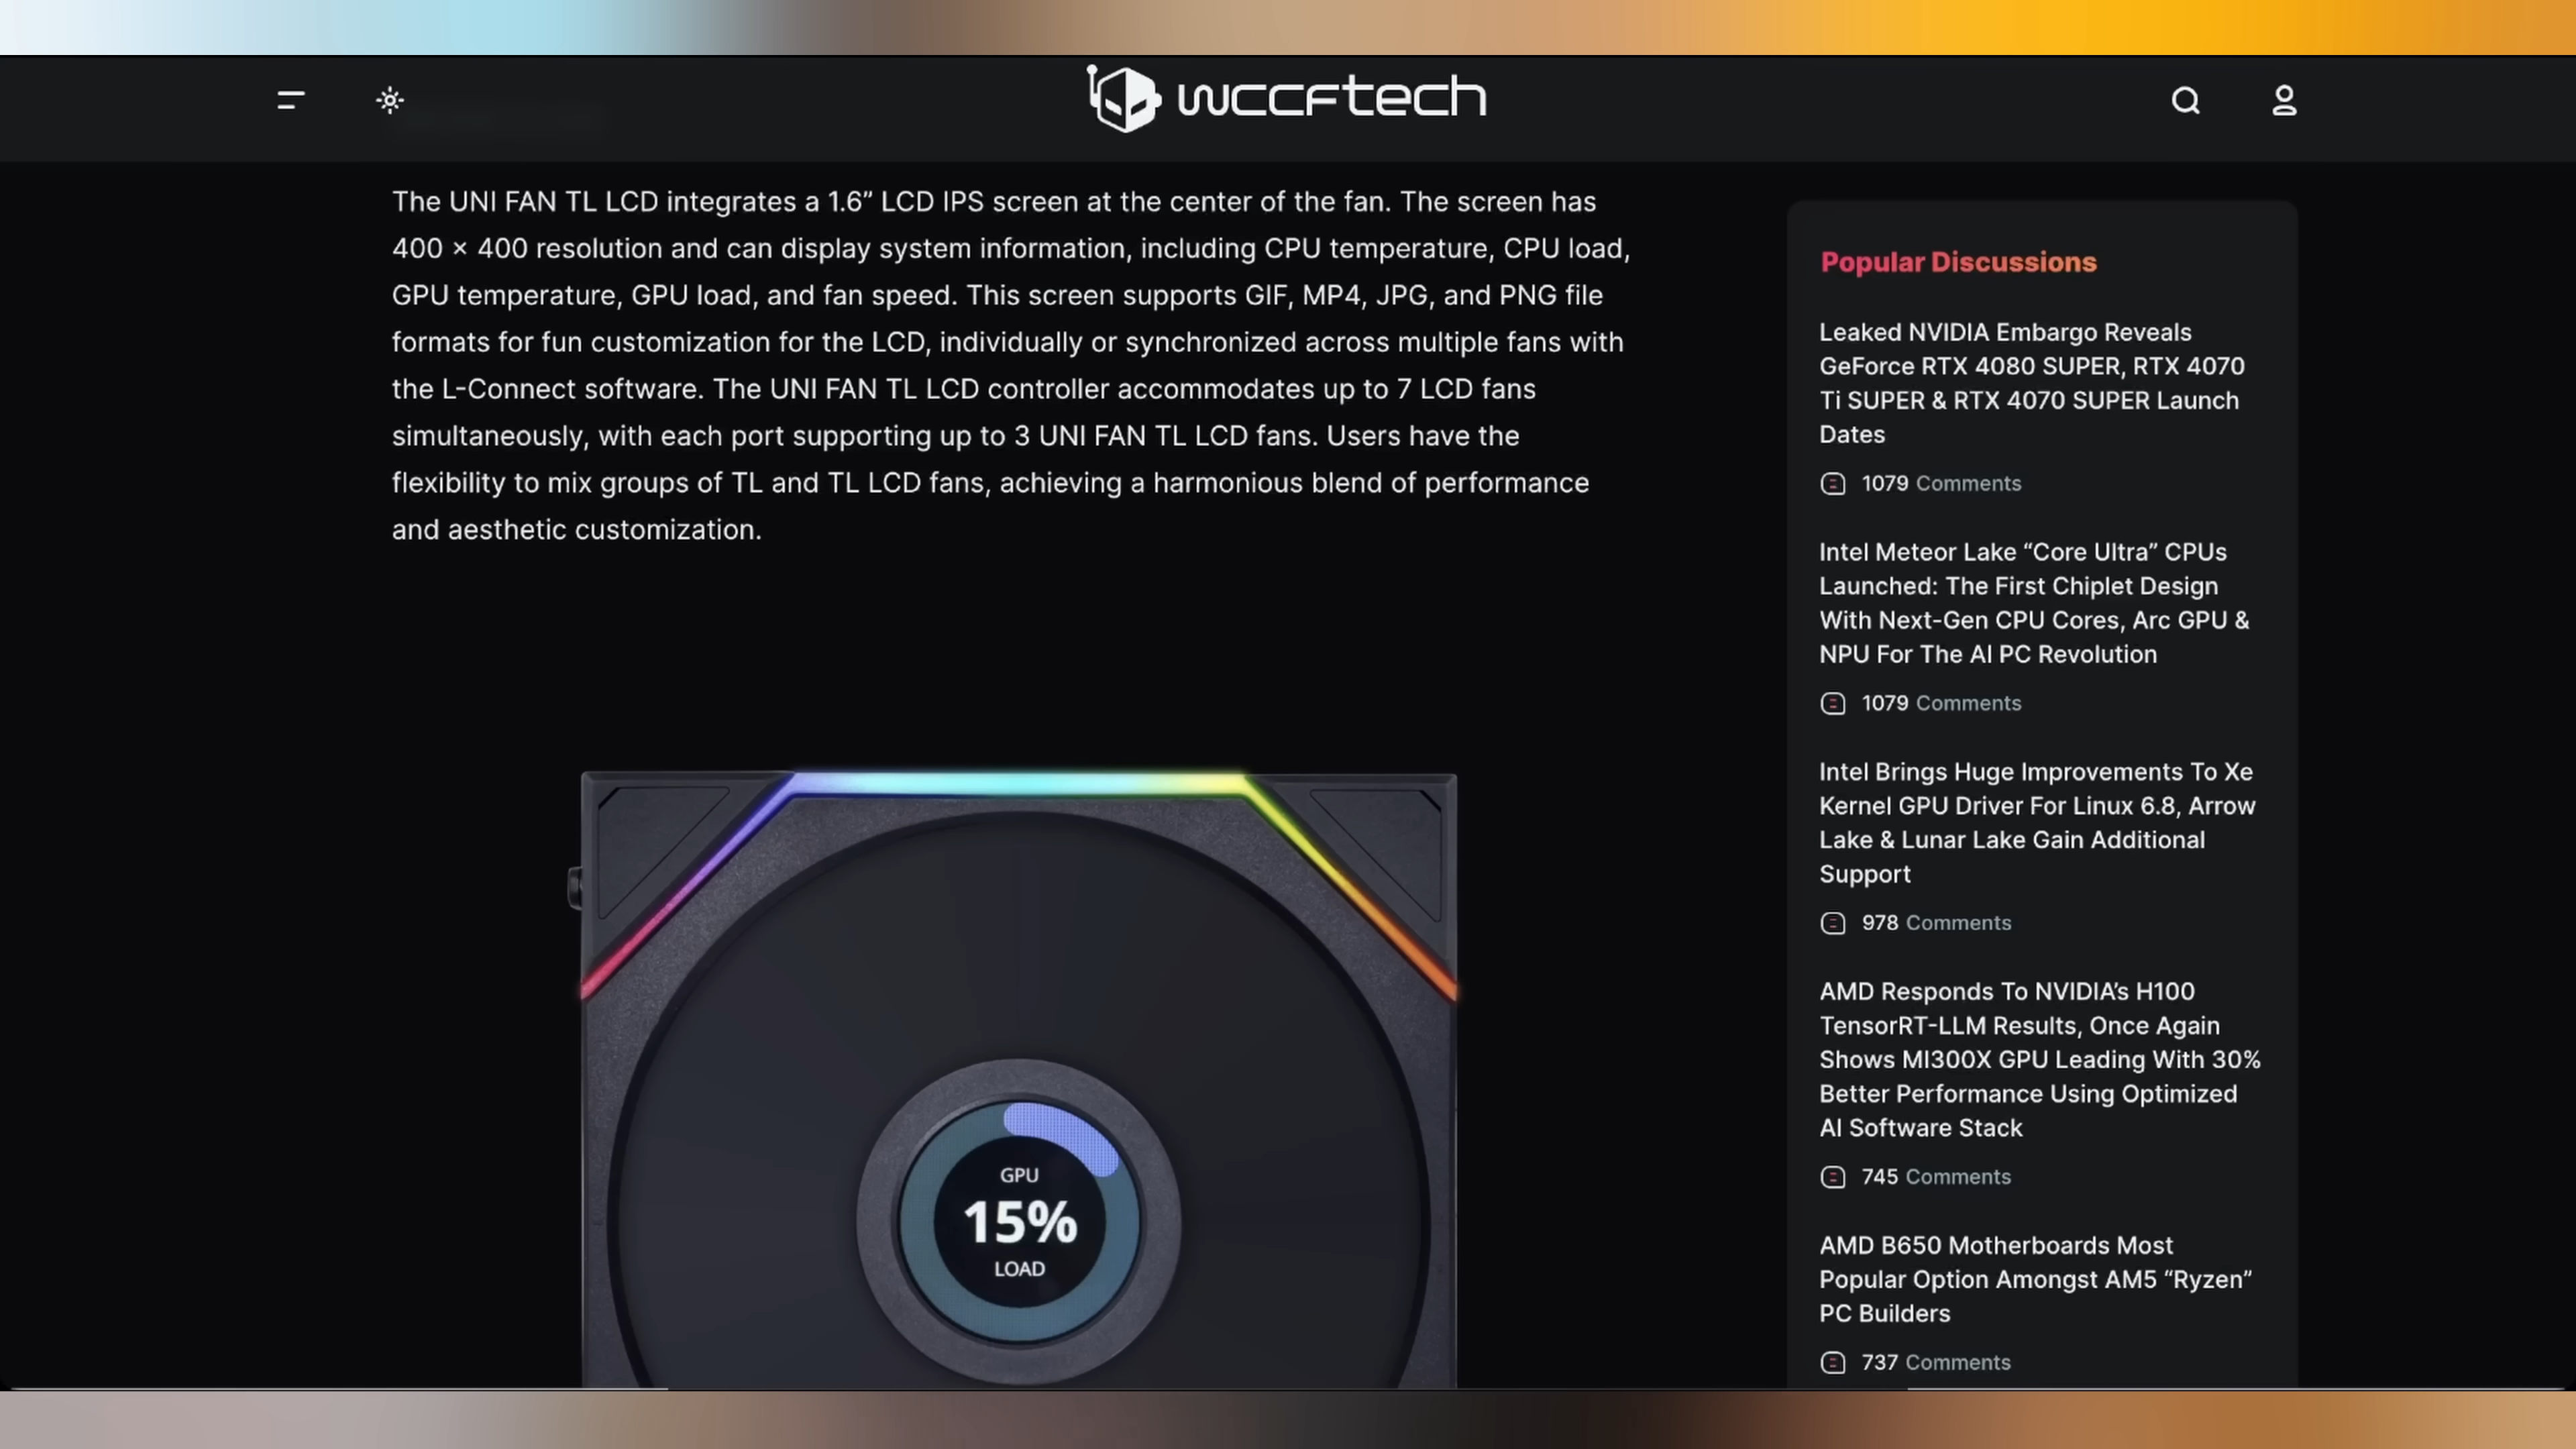 wccftech
The UNI FAN TL LCD integrates a 1.6” LCD IPS screen at the center of the fan. The screen has
400 × 400 resolution and can display system information, including CPU temperature, CPU load,
GPU temperature, GPU load, and fan speed. This screen supports GIF, MP4, JPG, and PNG file
formats for fun customization for the LCD, individually or synchronized across multiple fans with
the L-Connect software. The UNI FAN TL LCD controller accommodates up to 7 LCD fans
simultaneously, with each port supporting up to 3 UNI FAN TL LCD fans. Users have the
flexibility to mix groups of TL and TL LCD fans, achieving a harmonious blend of performance
and aesthetic customization.
GPU
15%
LOAD
Popular Discussions
Leaked NVIDIA Embargo Reveals
GeForce RTX 4080 SUPER, RTX 4070
Ti SUPER & RTX 4070 SUPER Launch
Dates
1079 Comments
Intel Meteor Lake “Core Ultra” CPUs
Launched: The First Chiplet Design
With Next-Gen CPU Cores, Arc GPU &
NPU For The AI PC Revolution
1079 Comments
Intel Brings Huge Improvements To Xe
Kernel GPU Driver For Linux 6.8, Arrow
Lake & Lunar Lake Gain Additional
Support
978 Comments
AMD Responds To NVIDIA’s H100
TensorRT-LLM Results, Once Again
Shows MI300X GPU Leading With 30%
Better Performance Using Optimized
AI Software Stack
745 Comments
AMD B650 Motherboards Most
Popular Option Amongst AM5 “Ryzen”
PC Builders
737 Comments